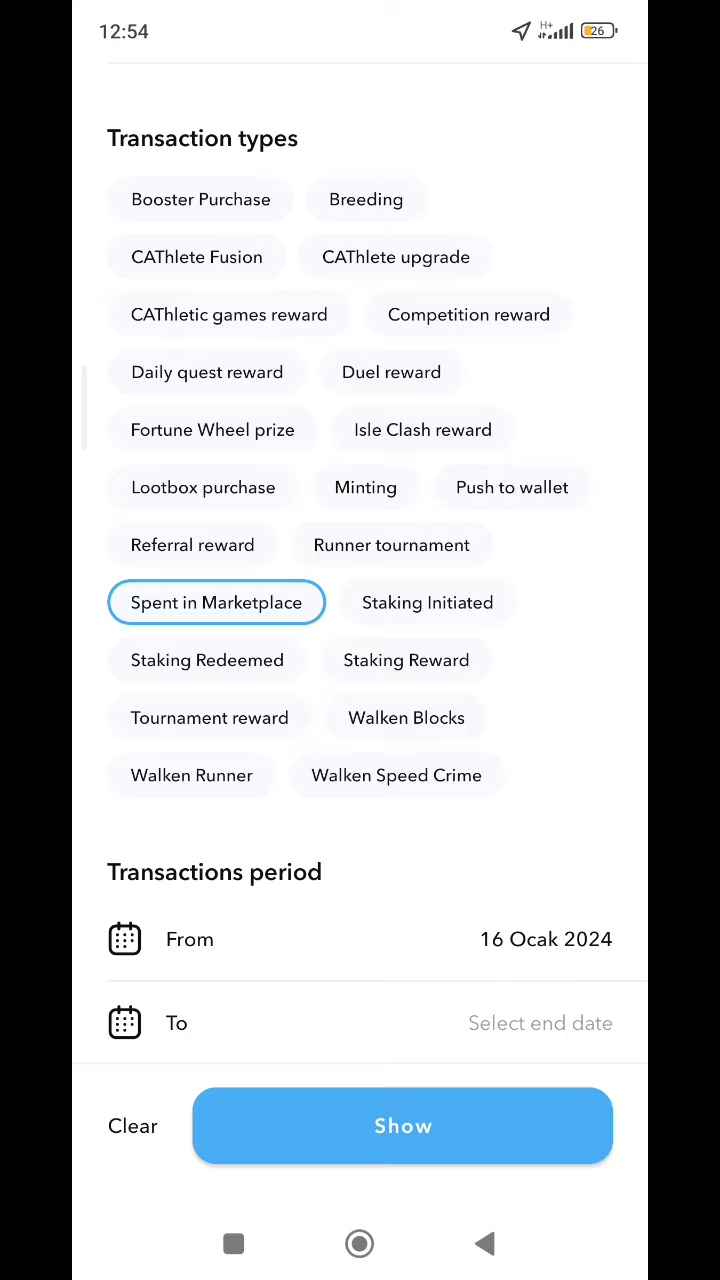 12:54
H+
26
Transaction types
Booster Purchase Breeding
CAThlete Fusion CAThlete upgrade
CAThletic games reward Competition reward
Daily quest reward Duel reward
Fortune Wheel prize Isle Clash reward
Lootbox purchase Minting Push to wallet
Referral reward Runner tournament
Spent in Marketplace Staking Initiated
Staking Redeemed Staking Reward
Tournament reward Walken Blocks
Walken Runner Walken Speed Crime
Transactions period
From 16 Ocak 2024
To Select end date
Clear Show